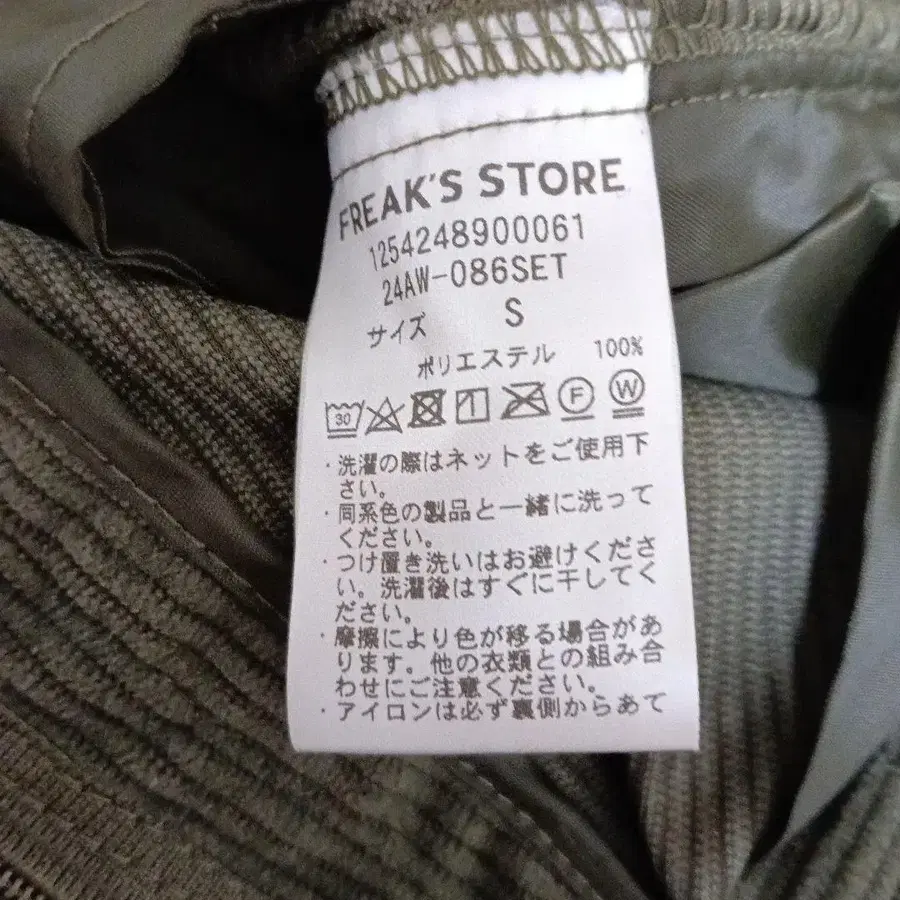 FREAK'S STORE
1254248900061
24AW-086SET
サイズ S
ポリエステル 100%
30 F W
・洗濯の際はネットをご使用下
さい。
・同系色の製品と一緒に洗って
ください。
・つけ置き洗いはお避けくださ
い。洗濯後はすぐに干してく
ださい。
・摩擦により色が移る場合があ
ります。他の衣類との組み合
わせにご注意ください。
・アイロンは必ず裏側からあて